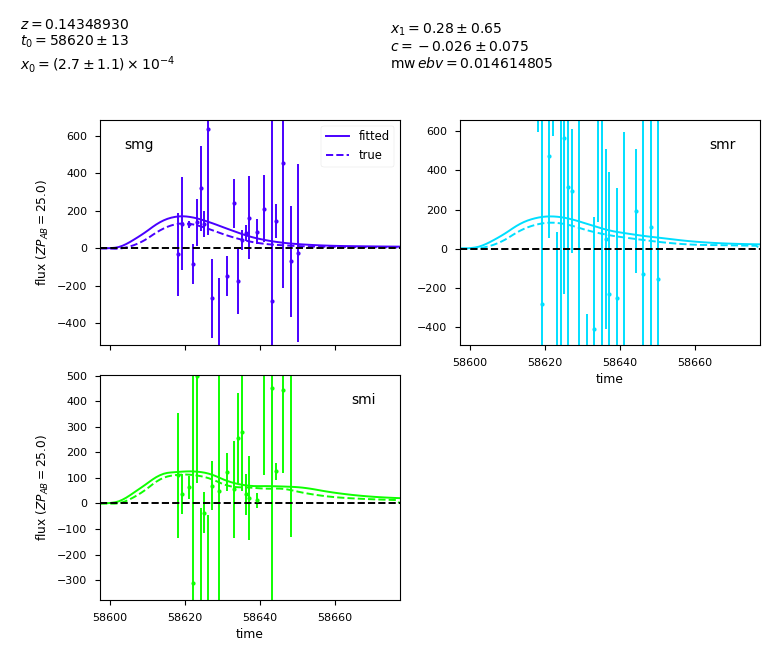 z = 0.14348930
t₀ = 58620 ± 13
x₀ = (2.7 ± 1.1) × 10⁻⁴
x₁ = 0.28 ± 0.65
c = −0.026 ± 0.075
mwebv = 0.014614805
smg
fitted
true
600
400
200
0
−200
−400
flux (ZP_AB = 25.0)
smr
600
400
200
0
−200
−400
58600 58620 58640 58660
time
smi
500
400
300
200
100
0
−100
−200
−300
flux (ZP_AB = 25.0)
58600 58620 58640 58660
time